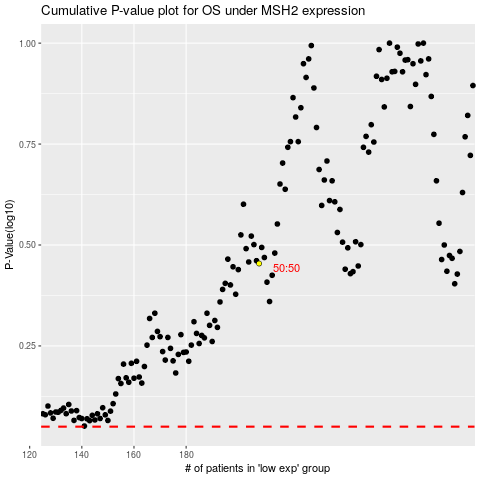 Cumulative P-value plot for OS under MSH2 expression
1.00
0.75
P-Value(log10)
0.50
50:50
0.25
120 140 160 180
# of patients in 'low exp' group